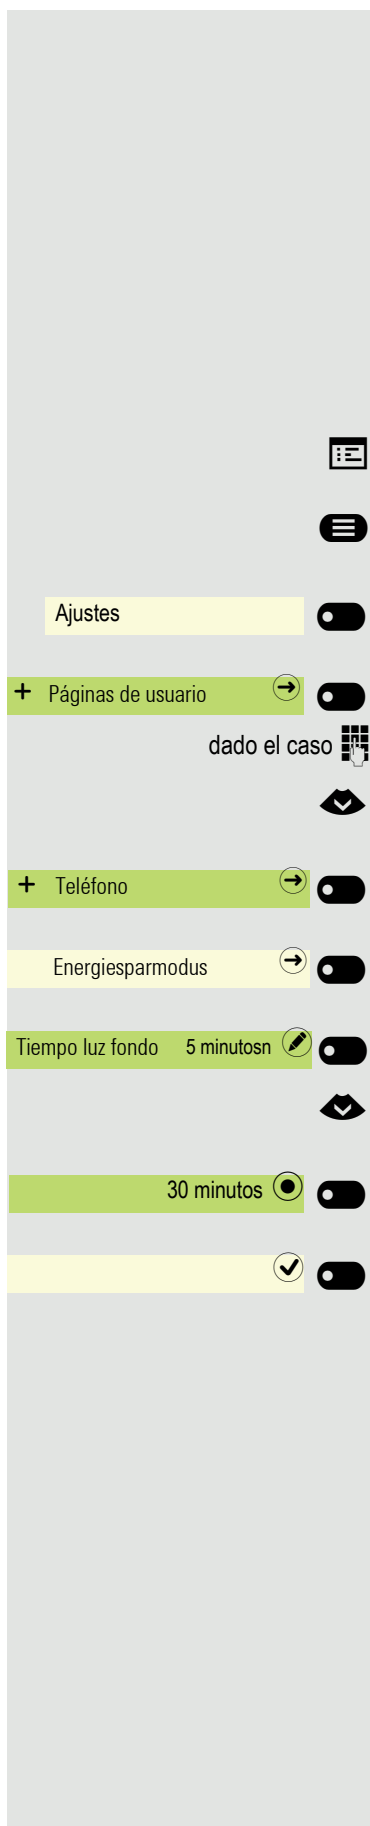 Ajustes
+ Páginas de usuario
dado el caso
+ Teléfono
Energiesparmodus
Tiempo luz fondo 5 minutosn
30 minutos